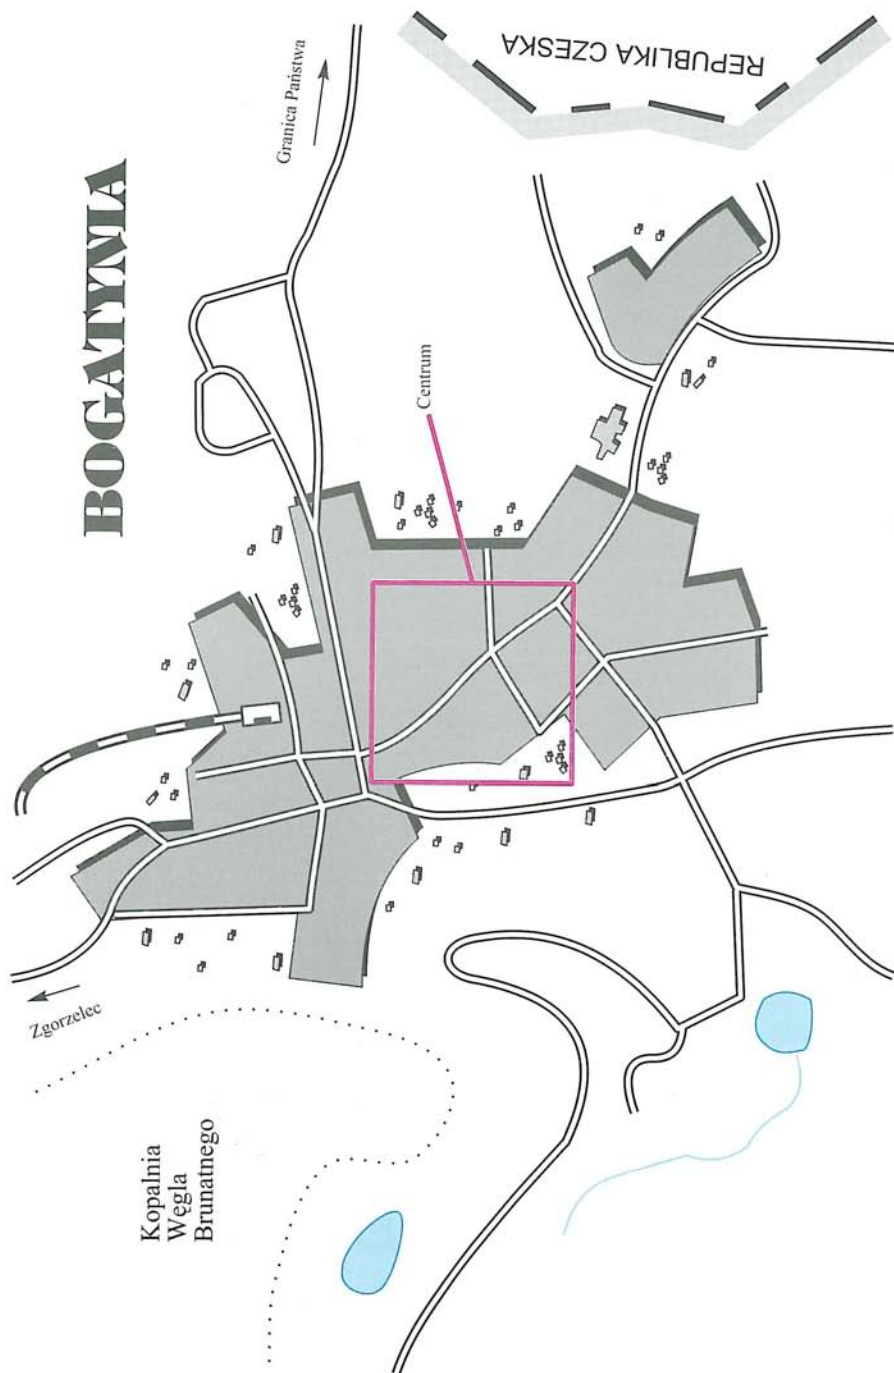 BOGATYNIA
Granica Państwa
REPUBLIKA CZESKA
Centrum
Zgorzelec
Kopalnia
Węgla
Brunatnego